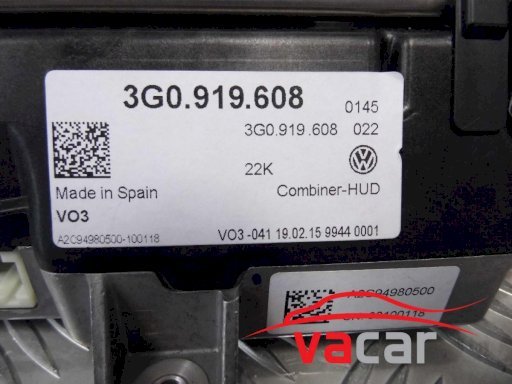 3G0.919.608 0145
3G0.919.608 022
22K
Made in Spain Combiner-HUD
VO3
A2C94980500-100118 VO3-041 19.02.15 9944 0001
A2C94980500
vacar